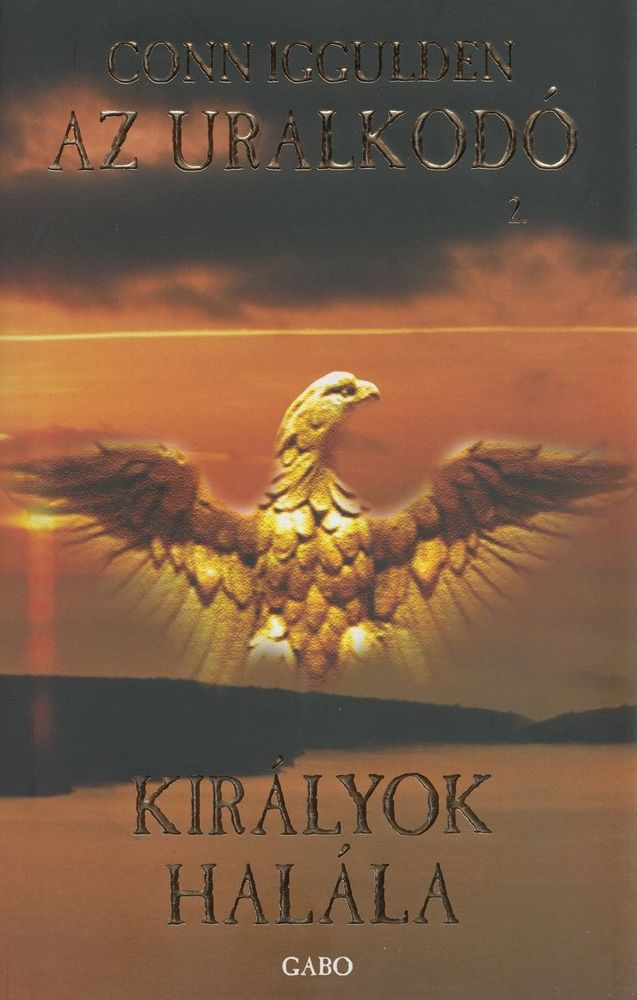 CONN IGGULDEN
AZ URALKODÓ
2.
KIRÁLYOK
HALÁLA
GABO